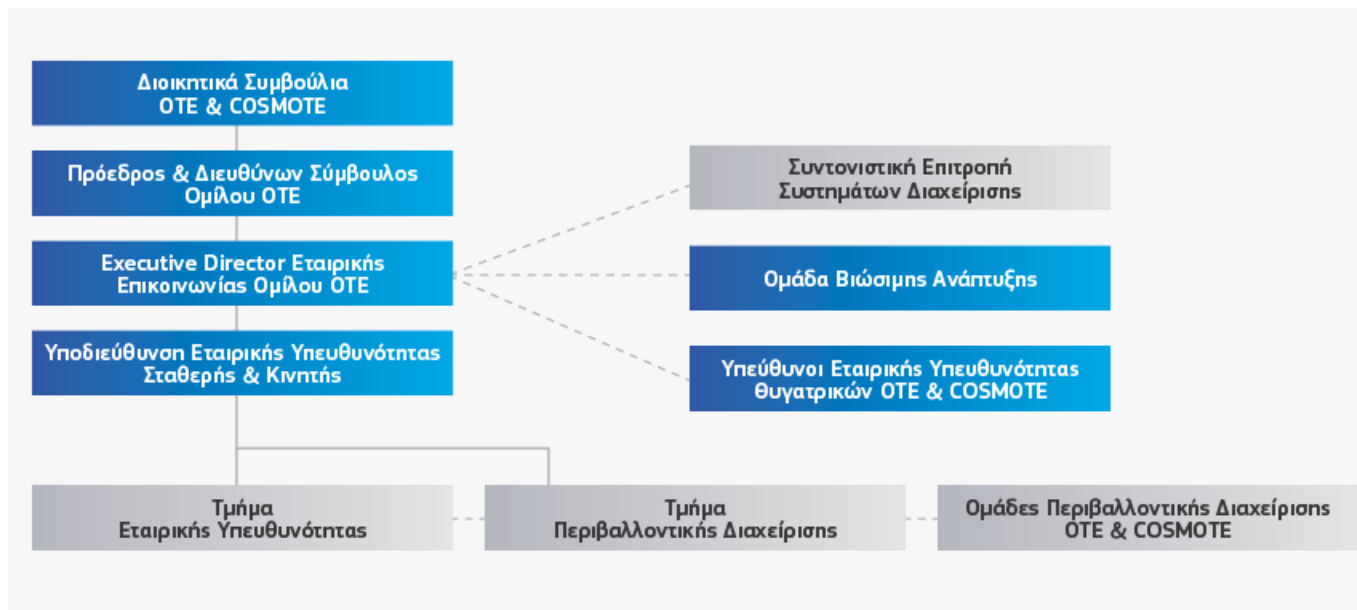 Διοικητικά Συμβούλια
ΟΤΕ & COSMOTE
Πρόεδρος & Διευθύνων Σύμβουλος
Ομίλου ΟΤΕ
Executive Director Εταιρικής
Επικοινωνίας Ομίλου ΟΤΕ
Υποδιεύθυνση Εταιρικής Υπευθυνότητας
Σταθερής & Κινητής
Συντονιστική Επιτροπή
Συστημάτων Διαχείρισης
Ομάδα Βιώσιμης Ανάπτυξης
Υπεύθυνοι Εταιρικής Υπευθυνότητας
Θυγατρικών ΟΤΕ & COSMOTE
Τμήμα
Εταιρικής Υπευθυνότητας
Τμήμα
Περιβαλλοντικής Διαχείρισης
Ομάδες Περιβαλλοντικής Διαχείρισης
ΟΤΕ & COSMOTE